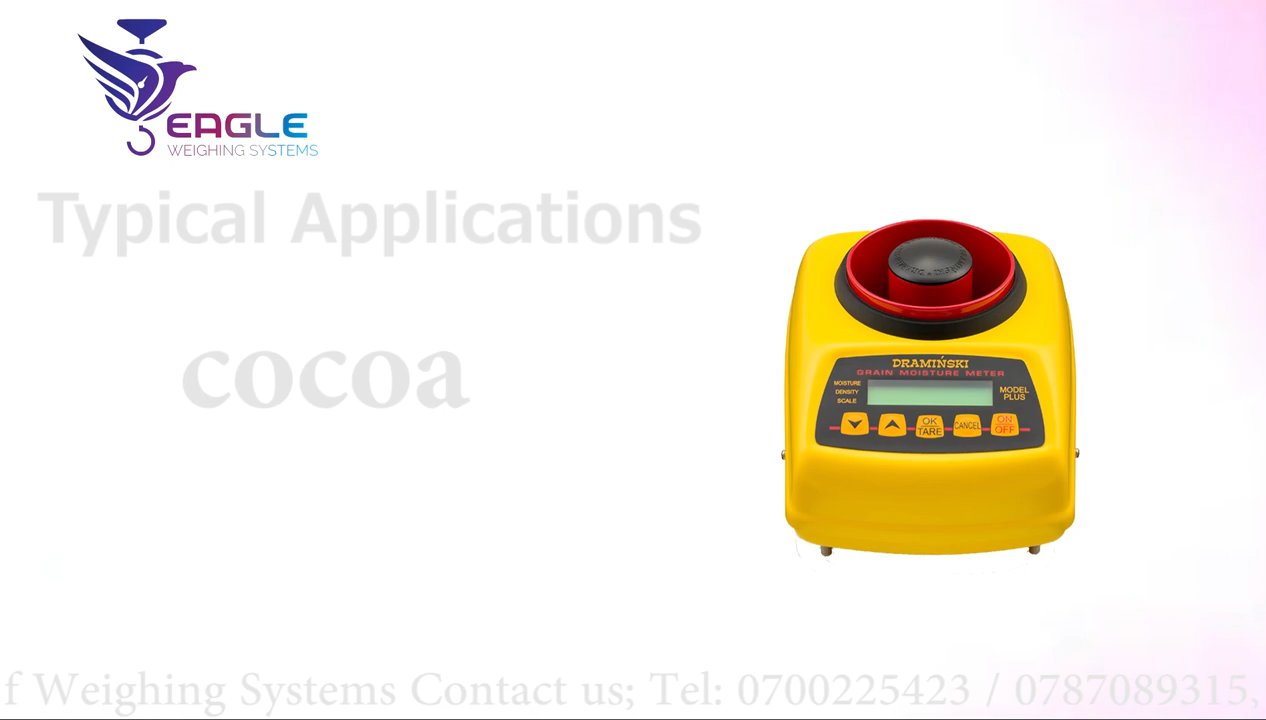 EAGLE
WEIGHING SYSTEMS
Typical Applications
cocoa
DRAMIŃSKI
GRAIN MOISTURE METER
MOISTURE
DENSITY
SCALE
MODEL
PLUS
OK
TARE
CANCEL
ON
OFF
f Weighing Systems Contact us; Tel: 0700225423 / 0787089315,